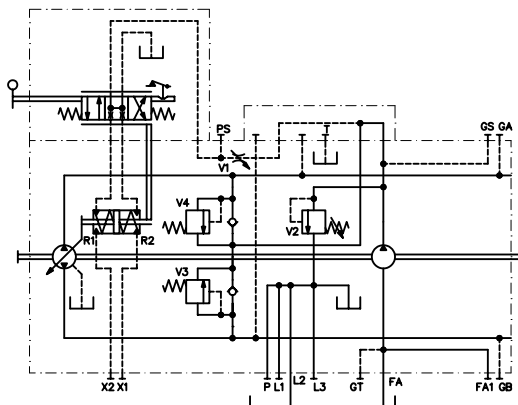 PS
T
GS GA
V1
V4
V2
R1
R2
V3
X2 X1
P L1 L2 L3
GT
FA
FA1 GB